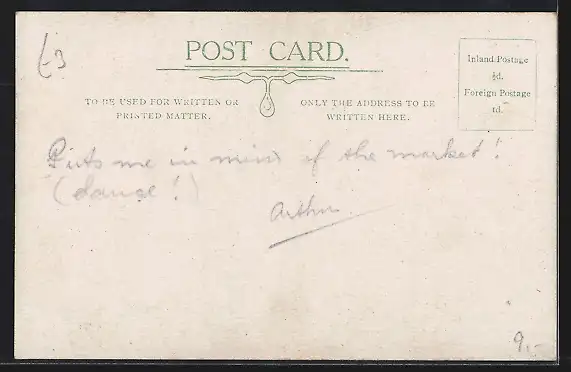 £3
POST CARD.
TO BE USED FOR WRITTEN OR
PRINTED MATTER.
ONLY THE ADDRESS TO BE
WRITTEN HERE.
Inland Postage
½d.
Foreign Postage
1d.
Puts me in mind of the market!
(dance!)
Arthur
9.-